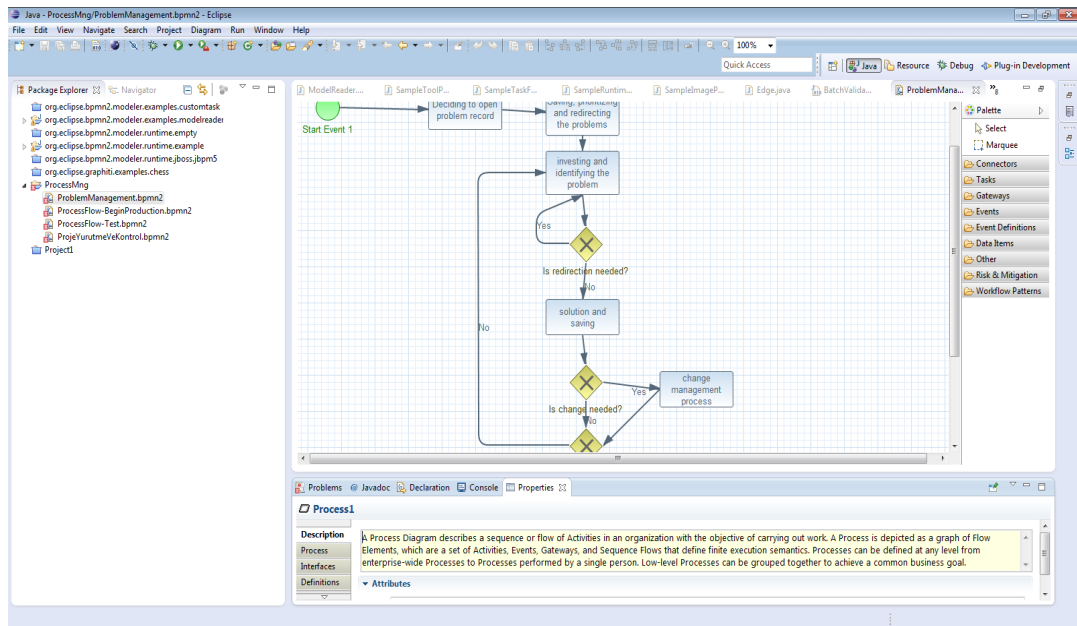 Java - ProcessMng/ProblemManagement.bpmn2 - Eclipse
File Edit View Navigate Search Project Diagram Run Window Help
100%
Quick Access
Java Resource Debug Plug-in Development
Package Explorer Navigator
org.eclipse.bpmn2.modeler.examples.customtask
org.eclipse.bpmn2.modeler.examples.modelreader
org.eclipse.bpmn2.modeler.runtime.empty
org.eclipse.bpmn2.modeler.runtime.example
org.eclipse.bpmn2.modeler.runtime.jboss.jbpm5
org.eclipse.graphiti.examples.chess
ProcessMng
ProblemManagement.bpmn2
ProcessFlow-BeginProduction.bpmn2
ProcessFlow-Test.bpmn2
ProjeYurutmeVeKontrol.bpmn2
Project1
ModelReader.... SampleToolP... SampleTaskF... SampleRuntim... SampleImageP... Edge.java BatchValida... ProblemMana... »8
Start Event 1
Deciding to open
problem record
Saving, prioritizing
and redirecting
the problems
investing and
identifying the
problem
Yes
Is redirection needed?
No
solution and
saving
No
Yes
change
management
process
Is change needed?
No
Palette
Select
Marquee
Connectors
Tasks
Gateways
Events
Event Definitions
Data Items
Other
Risk & Mitigation
Workflow Patterns
Problems @ Javadoc Declaration Console Properties
Process1
Description
Process
Interfaces
Definitions
A Process Diagram describes a sequence or flow of Activities in an organization with the objective of carrying out work. A Process is depicted as a graph of Flow
Elements, which are a set of Activities, Events, Gateways, and Sequence Flows that define finite execution semantics. Processes can be defined at any level from
enterprise-wide Processes to Processes performed by a single person. Low-level Processes can be grouped together to achieve a common business goal.
Attributes